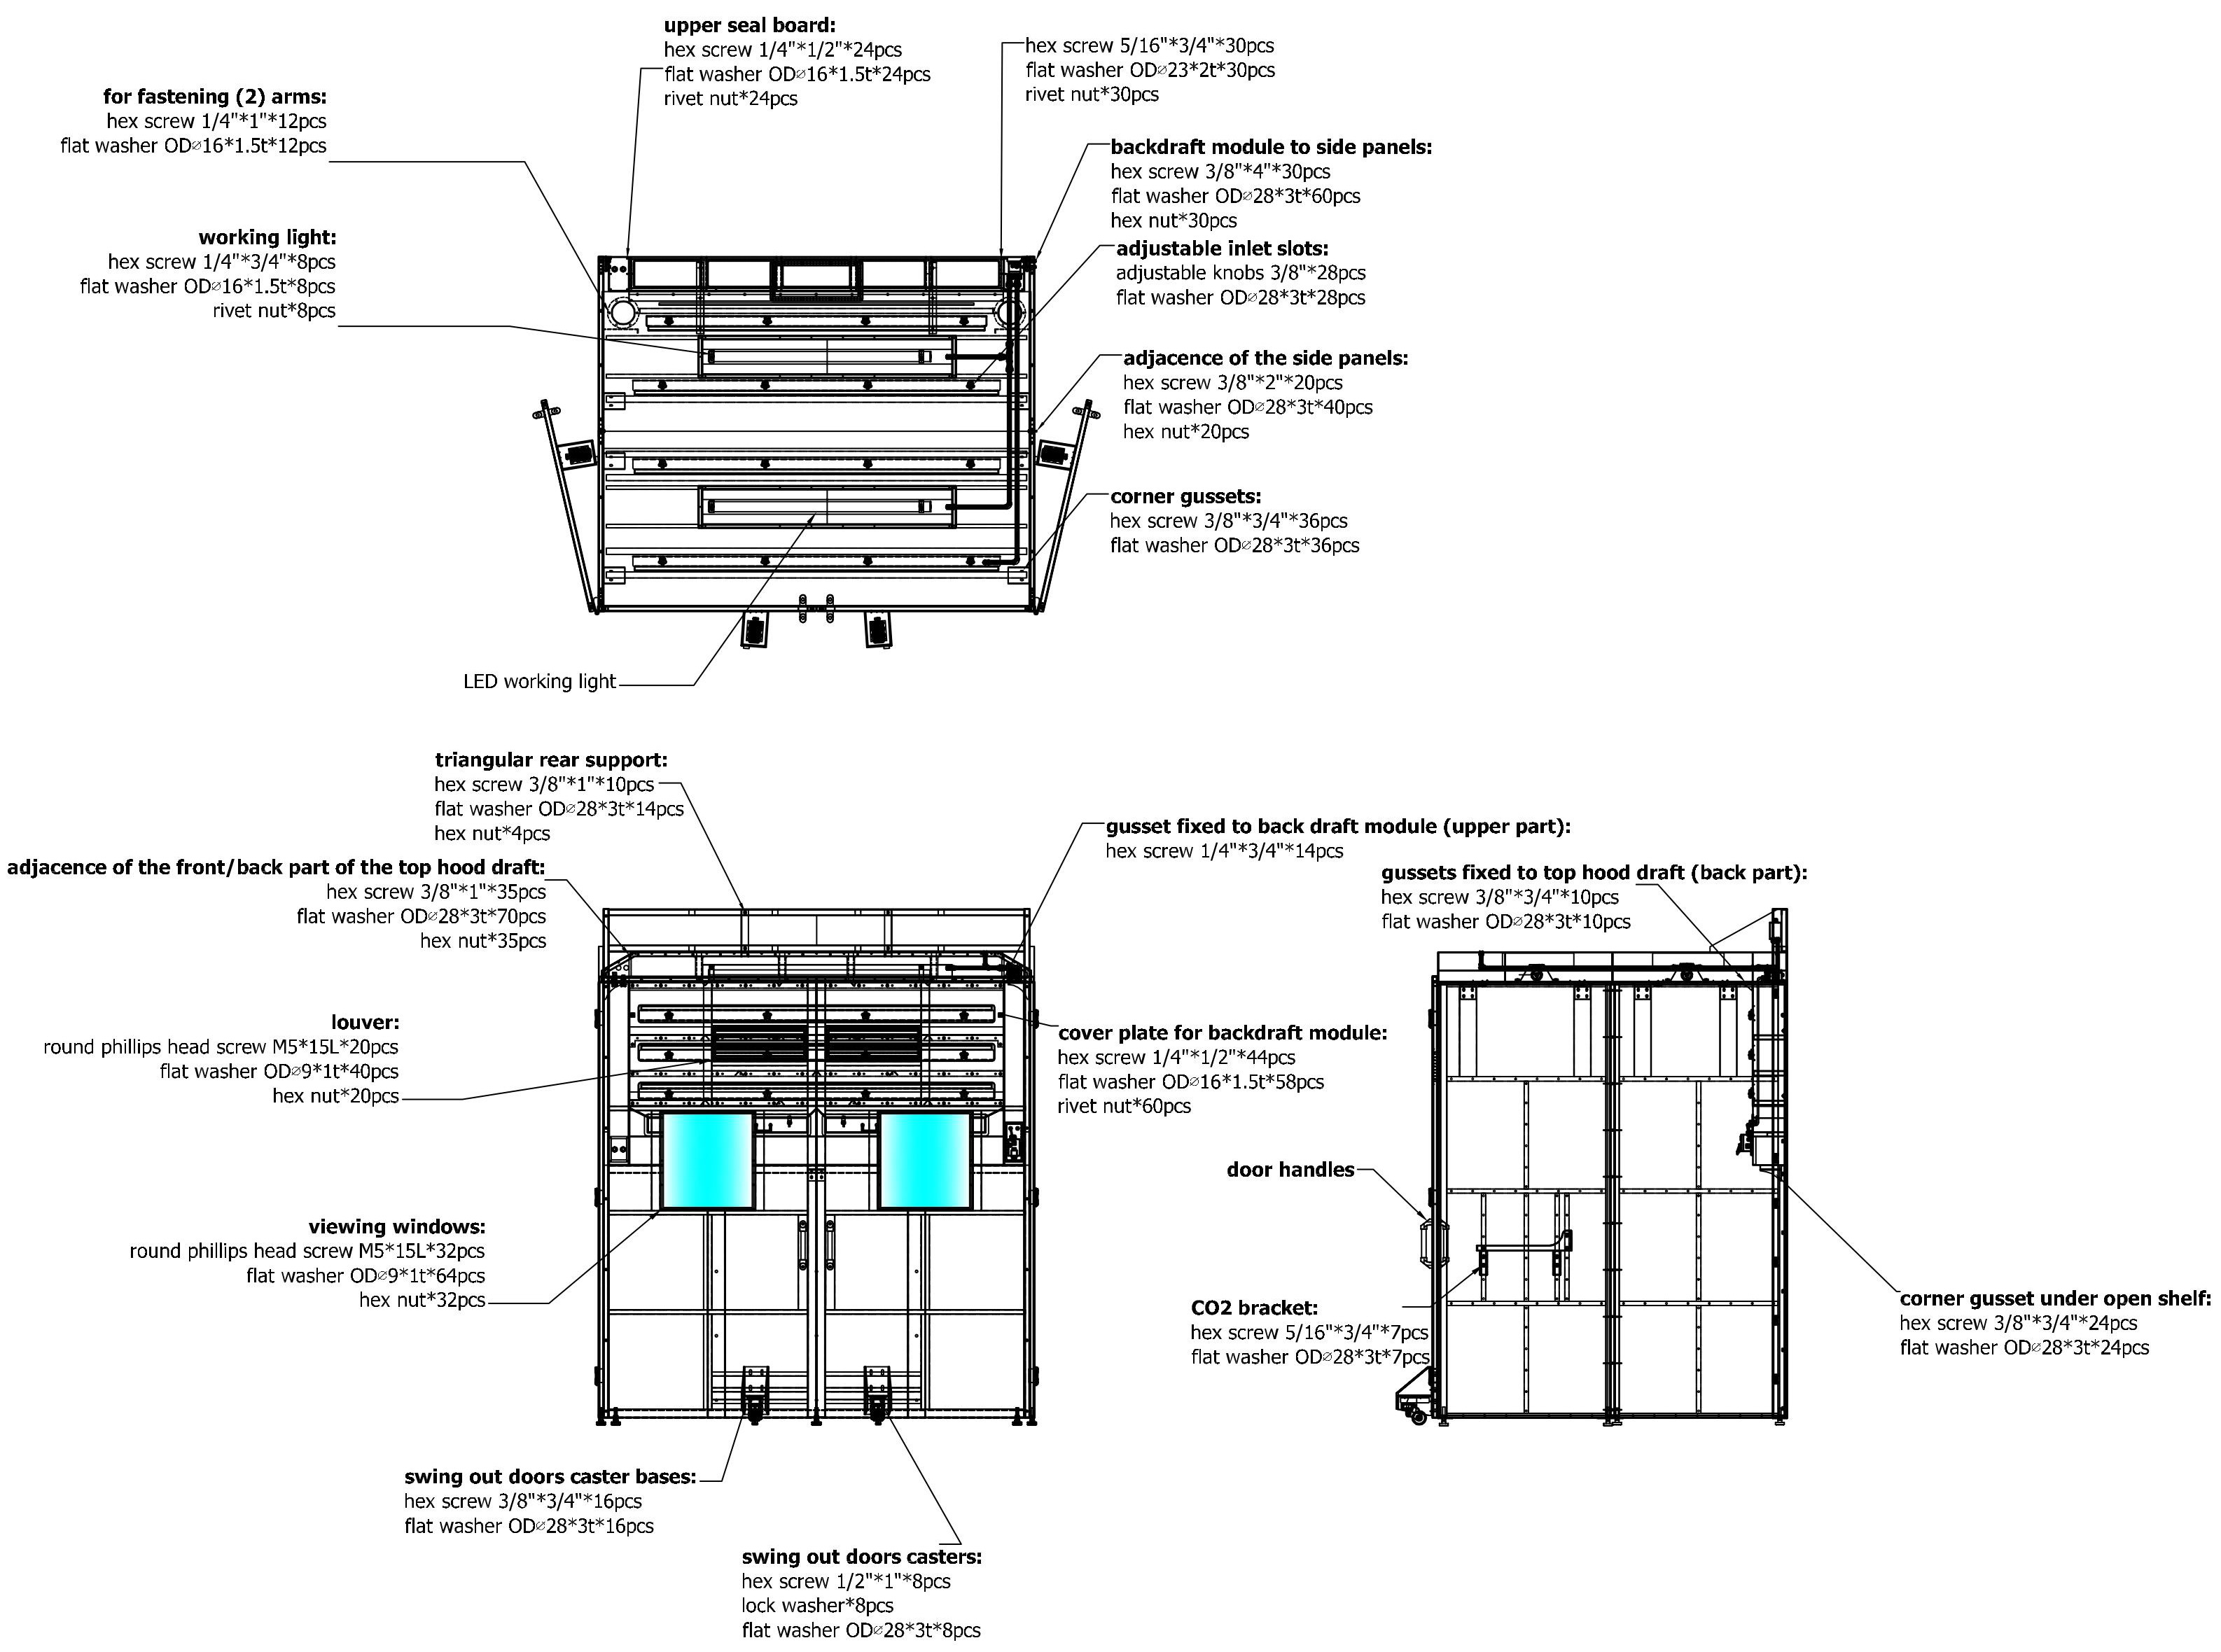 upper seal board:
hex screw 1/4"*1/2"*24pcs
flat washer OD⌀16*1.5t*24pcs
rivet nut*24pcs
hex screw 5/16"*3/4"*30pcs
flat washer OD⌀23*2t*30pcs
rivet nut*30pcs
for fastening (2) arms:
hex screw 1/4"*1"*12pcs
flat washer OD⌀16*1.5t*12pcs
backdraft module to side panels:
hex screw 3/8"*4"*30pcs
flat washer OD⌀28*3t*60pcs
hex nut*30pcs
working light:
hex screw 1/4"*3/4"*8pcs
flat washer OD⌀16*1.5t*8pcs
rivet nut*8pcs
adjustable inlet slots:
adjustable knobs 3/8"*28pcs
flat washer OD⌀28*3t*28pcs
adjacence of the side panels:
hex screw 3/8"*2"*20pcs
flat washer OD⌀28*3t*40pcs
hex nut*20pcs
corner gussets:
hex screw 3/8"*3/4"*36pcs
flat washer OD⌀28*3t*36pcs
LED working light
triangular rear support:
hex screw 3/8"*1"*10pcs
flat washer OD⌀28*3t*14pcs
hex nut*4pcs
gusset fixed to back draft module (upper part):
hex screw 1/4"*3/4"*14pcs
adjacence of the front/back part of the top hood draft:
hex screw 3/8"*1"*35pcs
flat washer OD⌀28*3t*70pcs
hex nut*35pcs
gussets fixed to top hood draft (back part):
hex screw 3/8"*3/4"*10pcs
flat washer OD⌀28*3t*10pcs
louver:
round phillips head screw M5*15L*20pcs
flat washer OD⌀9*1t*40pcs
hex nut*20pcs
cover plate for backdraft module:
hex screw 1/4"*1/2"*44pcs
flat washer OD⌀16*1.5t*58pcs
rivet nut*60pcs
door handles
viewing windows:
round phillips head screw M5*15L*32pcs
flat washer OD⌀9*1t*64pcs
hex nut*32pcs
CO2 bracket:
hex screw 5/16"*3/4"*7pcs
flat washer OD⌀28*3t*7pcs
corner gusset under open shelf:
hex screw 3/8"*3/4"*24pcs
flat washer OD⌀28*3t*24pcs
swing out doors caster bases:
hex screw 3/8"*3/4"*16pcs
flat washer OD⌀28*3t*16pcs
swing out doors casters:
hex screw 1/2"*1"*8pcs
lock washer*8pcs
flat washer OD⌀28*3t*8pcs